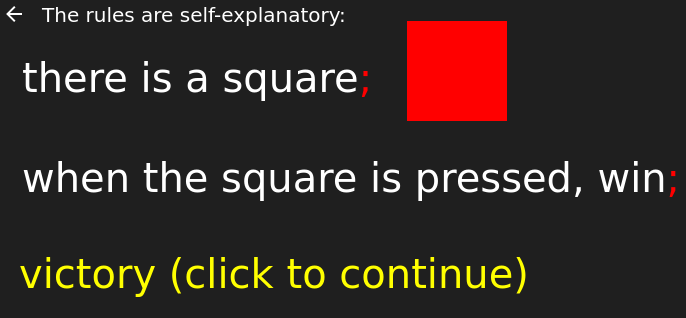 The rules are self-explanatory:
there is a square;
when the square is pressed, win;
victory (click to continue)